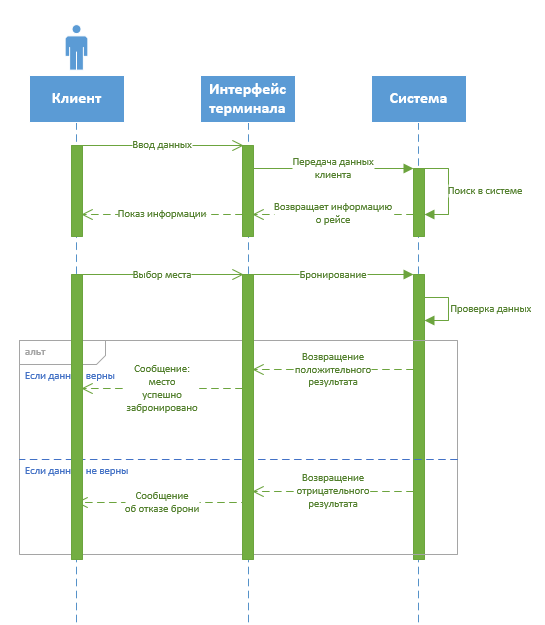 Клиент
Интерфейс
терминала
Система
Ввод данных
Передача данных
клиента
Поиск в системе
Возвращает информацию
о рейсе
Показ информации
Выбор места
Бронирование
Проверка данных
альт
Если данные верны
Возвращение
положительного
результата
Сообщение:
место
успешно
забронировано
Если данные не верны
Возвращение
отрицательного
результата
Сообщение
об отказе брони